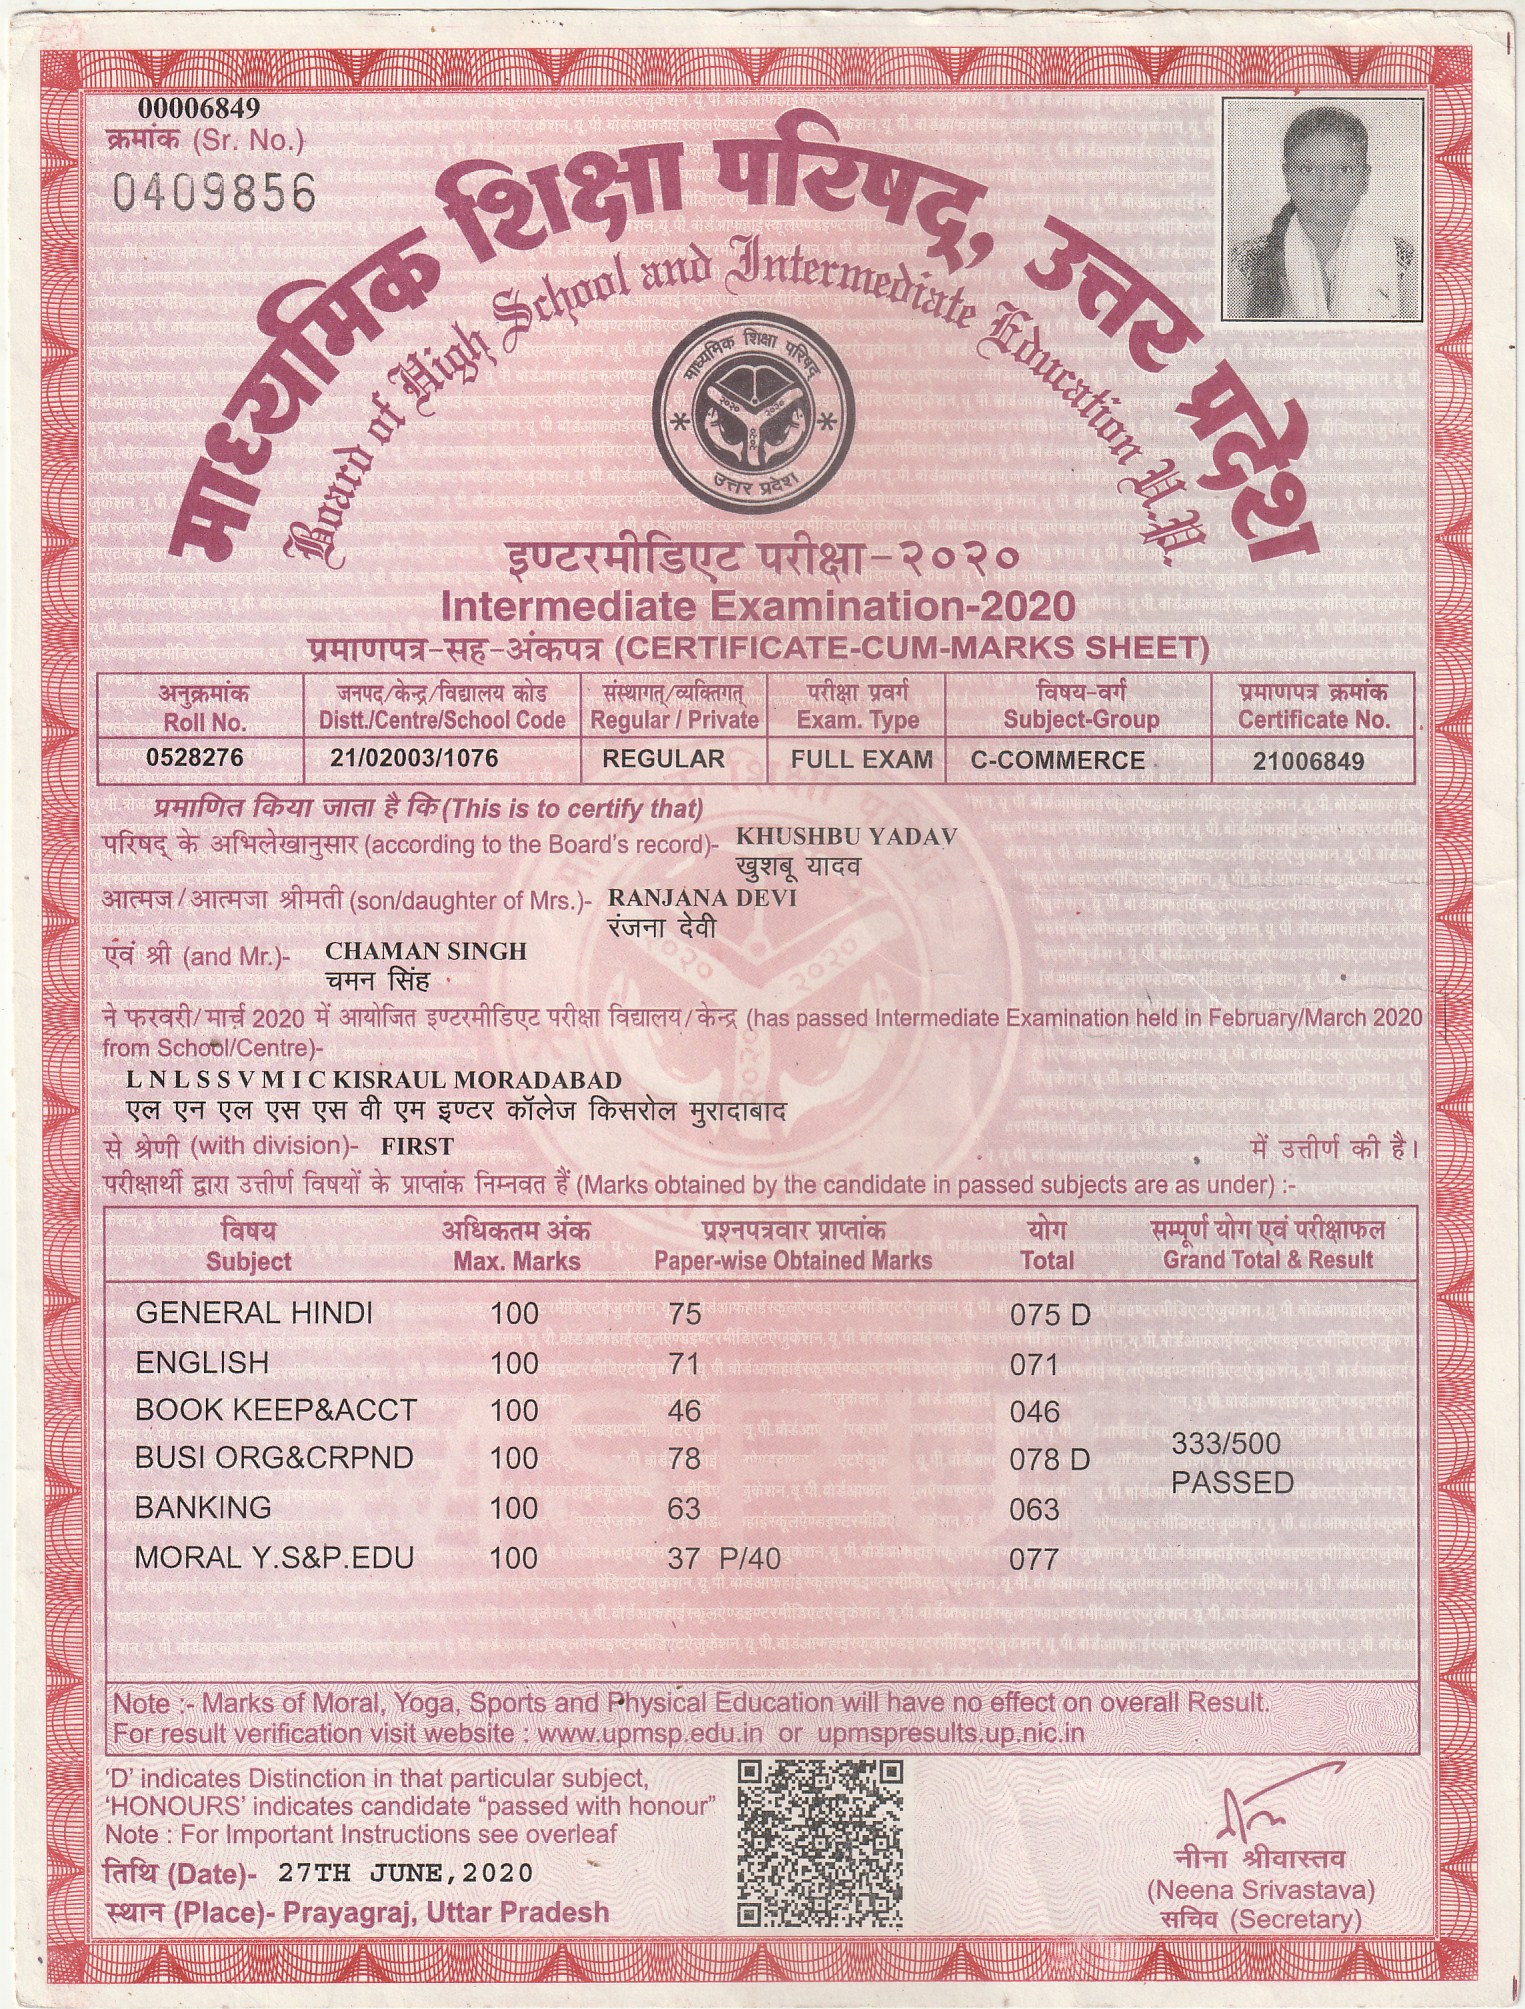 00006849
क्रमांक (Sr. No.)
0409856
माध्यमिक शिक्षा परिषद्, उत्तर प्रदेश
Board of High School and Intermediate Education U.P.
माध्यमिक शिक्षा परिषद्
उत्तर प्रदेश
इण्टरमीडिएट परीक्षा-२०२०
Intermediate Examination-2020
प्रमाणपत्र-सह-अंकपत्र (CERTIFICATE-CUM-MARKS SHEET)
अनुक्रमांक जनपद/केन्द्र/विद्यालय कोड संस्थागत्/व्यक्तिगत् परीक्षा प्रवर्ग विषय-वर्ग प्रमाणपत्र क्रमांक
Roll No. Distt./Centre/School Code Regular / Private Exam. Type Subject-Group Certificate No.
0528276 21/02003/1076 REGULAR FULL EXAM C-COMMERCE 21006849
प्रमाणित किया जाता है कि (This is to certify that)
परिषद् के अभिलेखानुसार (according to the Board's record)- KHUSHBU YADAV
खुशबू यादव
आत्मज/आत्मजा श्रीमती (son/daughter of Mrs.)- RANJANA DEVI
रंजना देवी
एवं श्री (and Mr.)- CHAMAN SINGH
चमन सिंह
ने फरवरी/मार्च 2020 में आयोजित इण्टरमीडिएट परीक्षा विद्यालय/केन्द्र (has passed Intermediate Examination held in February/March 2020
from School/Centre)-
L N L S S V M I C KISRAUL MORADABAD
एल एन एल एस एस वी एम इण्टर कॉलेज किसरोल मुरादाबाद
से श्रेणी (with division)- FIRST में उत्तीर्ण की है।
परीक्षार्थी द्वारा उत्तीर्ण विषयों के प्राप्तांक निम्नवत हैं (Marks obtained by the candidate in passed subjects are as under) :-
विषय अधिकतम अंक प्रश्नपत्रवार प्राप्तांक योग सम्पूर्ण योग एवं परीक्षाफल
Subject Max. Marks Paper-wise Obtained Marks Total Grand Total & Result
GENERAL HINDI 100 75 075 D
ENGLISH 100 71 071
BOOK KEEP&ACCT 100 46 046
333/500
BUSI ORG&CRPND 100 78 078 D
PASSED
BANKING 100 63 063
MORAL Y.S&P.EDU 100 37 P/40 077
Note :- Marks of Moral, Yoga, Sports and Physical Education will have no effect on overall Result.
For result verification visit website : www.upmsp.edu.in or upmspresults.up.nic.in
'D' indicates Distinction in that particular subject,
'HONOURS' indicates candidate "passed with honour"
Note : For Important Instructions see overleaf
तिथि (Date)- 27TH JUNE,2020
स्थान (Place)- Prayagraj, Uttar Pradesh
नीना श्रीवास्तव
(Neena Srivastava)
सचिव (Secretary)